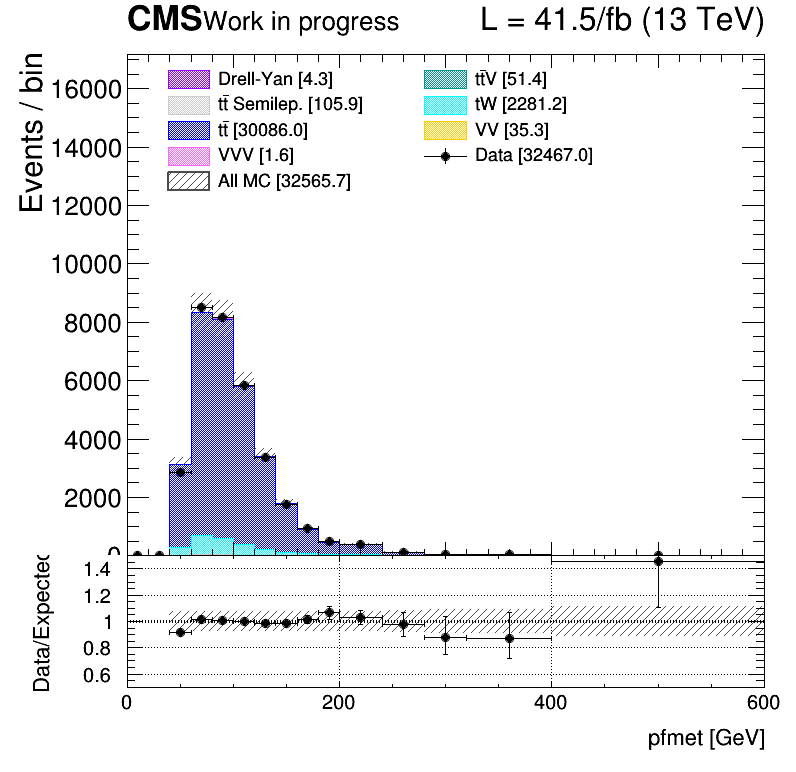 CMS Work in progress L = 41.5/fb (13 TeV)
Events / bin
16000
14000
12000
10000
8000
6000
4000
2000
0
Drell-Yan [4.3]
tt̄ Semilep. [105.9]
tt̄ [30086.0]
VVV [1.6]
All MC [32565.7]
tt̄V [51.4]
tW [2281.2]
VV [35.3]
Data [32467.0]
Data/Expected
1.4
1.2
1
0.8
0.6
0 200 400 600
pfmet [GeV]